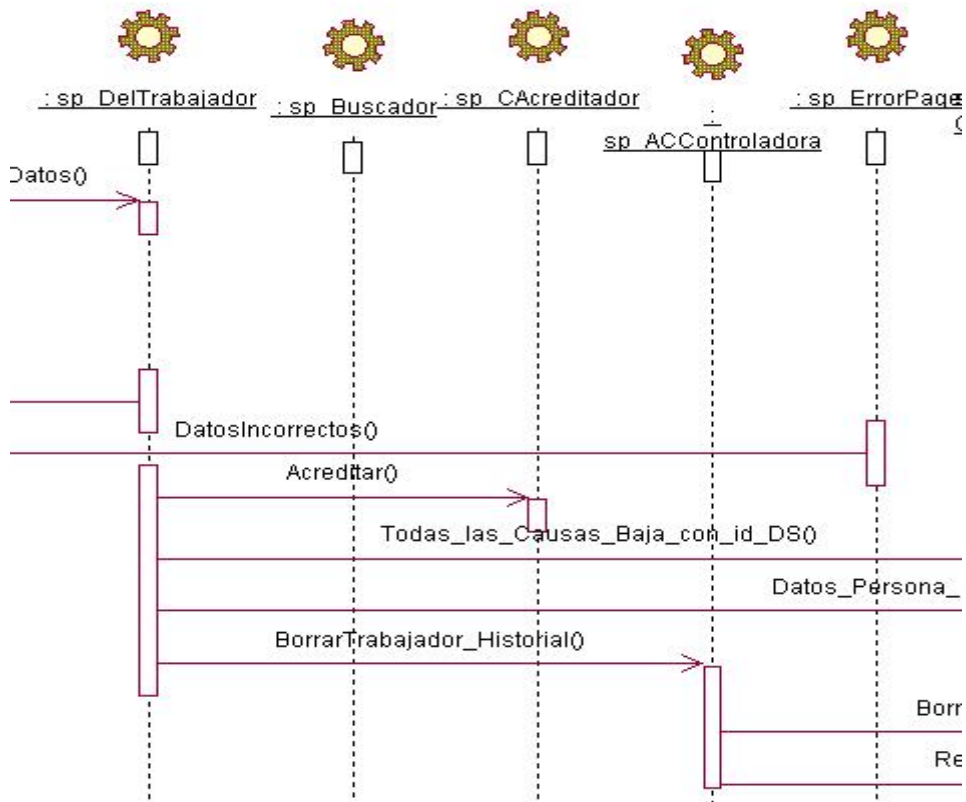 : sp_DelTrabajador
: sp_Buscador
: sp_CAcreditador
:
sp_ACControladora
: sp_ErrorPage
Datos()
DatosIncorrectos()
Acreditar()
Todas_las_Causas_Baja_con_id_DS()
Datos_Persona_
BorrarTrabajador_Historial()
Borr
Re